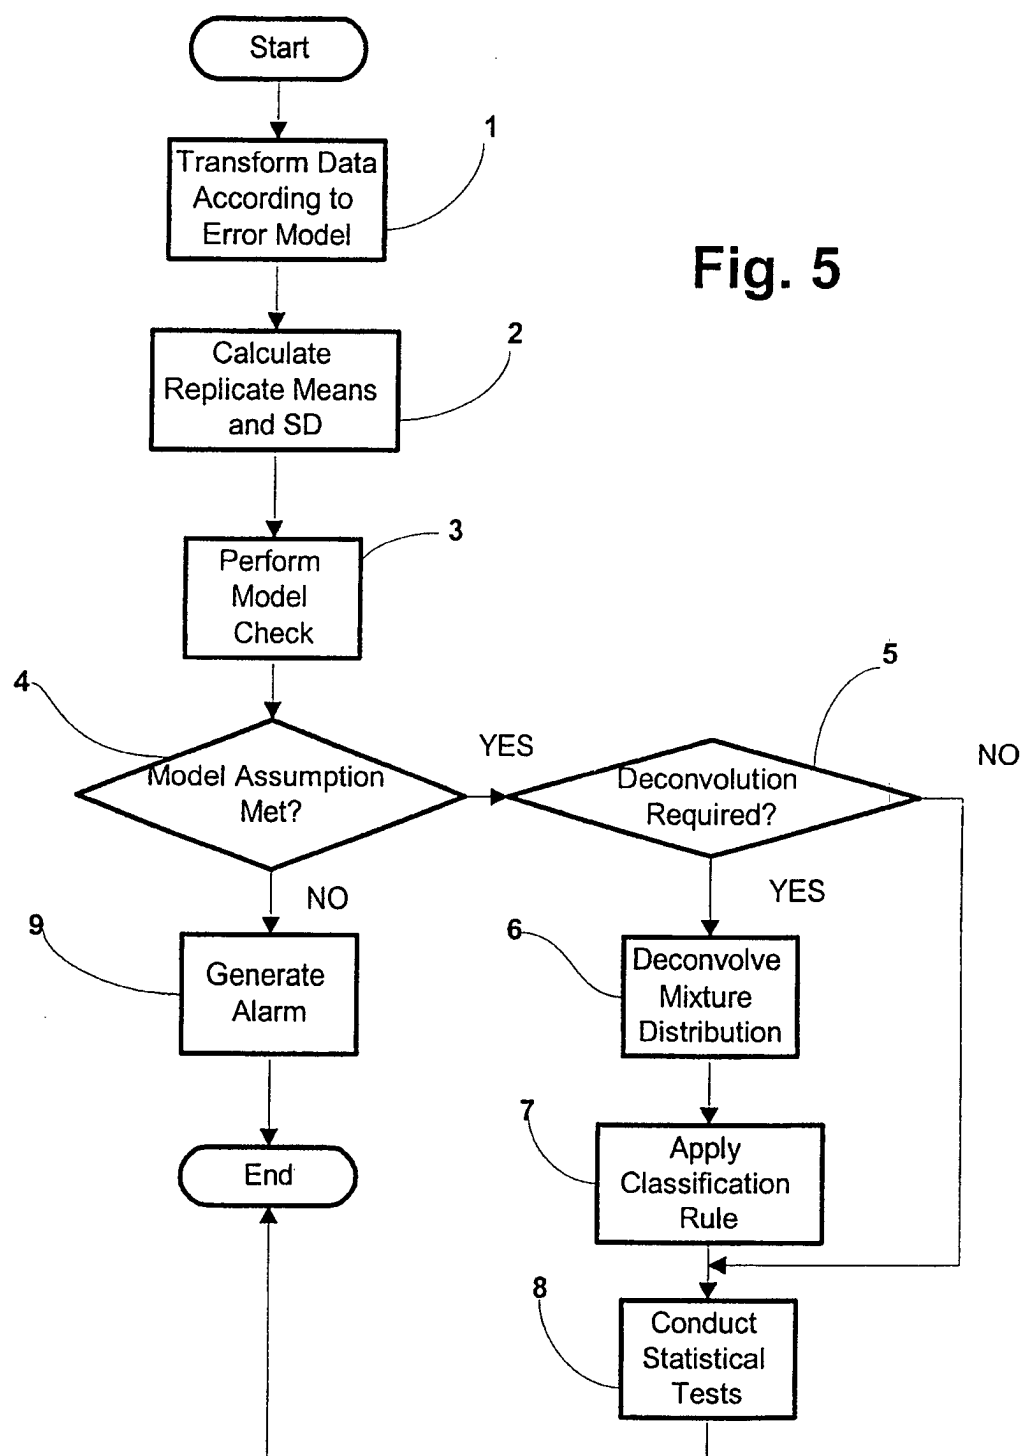 Start
1
Transform Data
According to
Error Model
Fig. 5
2
Calculate
Replicate Means
and SD
3
Perform
Model
Check
4
Model Assumption
Met?
YES
5
Deconvolution
Required?
NO
NO
YES
9
Generate
Alarm
6
Deconvolve
Mixture
Distribution
End
7
Apply
Classification
Rule
8
Conduct
Statistical
Tests